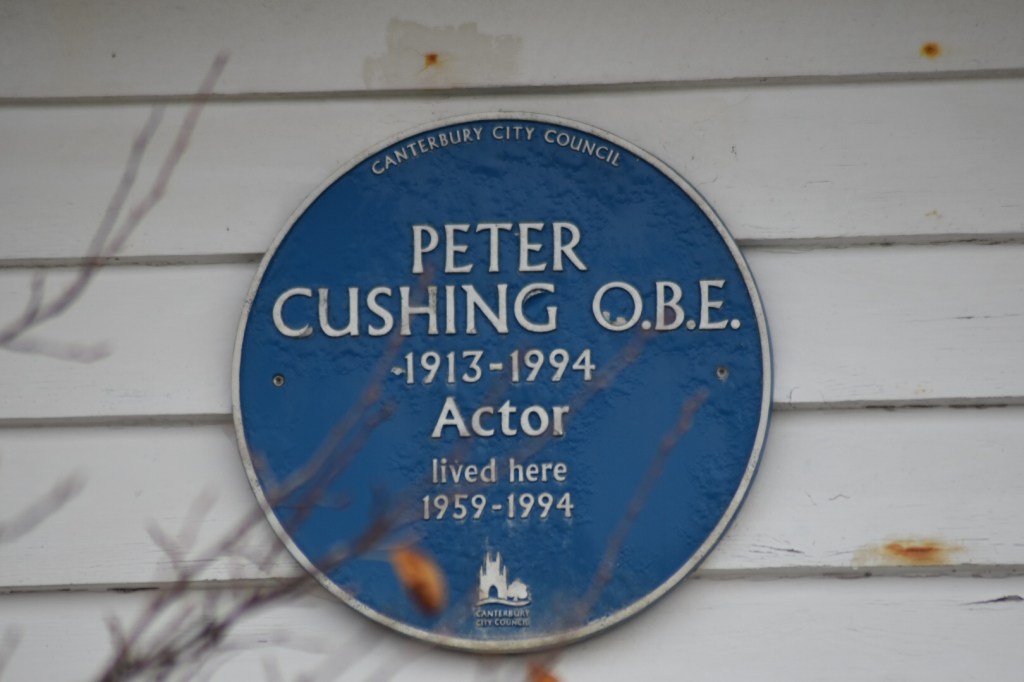 CANTERBURY CITY COUNCIL
PETER
CUSHING O.B.E.
1913-1994
Actor
lived here
1959-1994
CANTERBURY
CITY COUNCIL